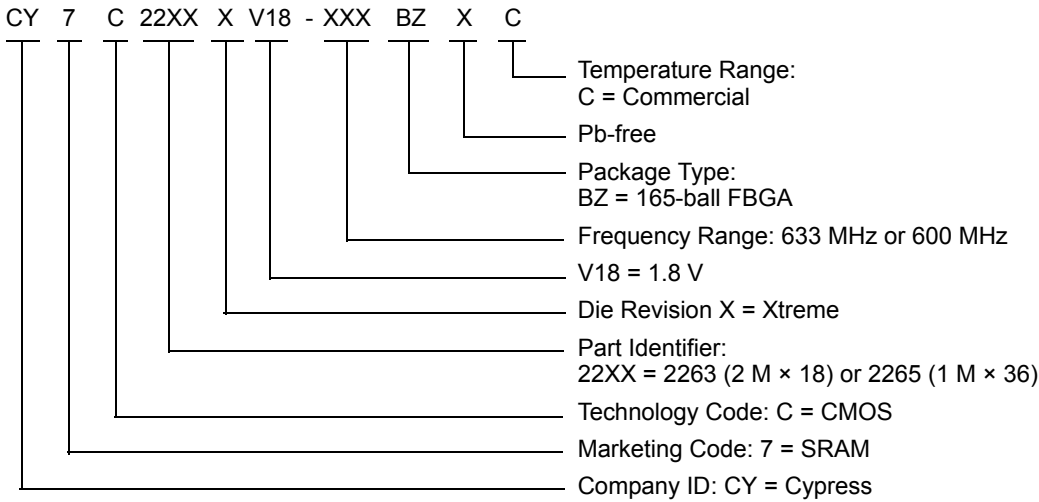 CY 7 C 22XX X V18 - XXX BZ X C
Temperature Range:
C = Commercial
Pb-free
Package Type:
BZ = 165-ball FBGA
Frequency Range: 633 MHz or 600 MHz
V18 = 1.8 V
Die Revision X = Xtreme
Part Identifier:
22XX = 2263 (2 M × 18) or 2265 (1 M × 36)
Technology Code: C = CMOS
Marketing Code: 7 = SRAM
Company ID: CY = Cypress